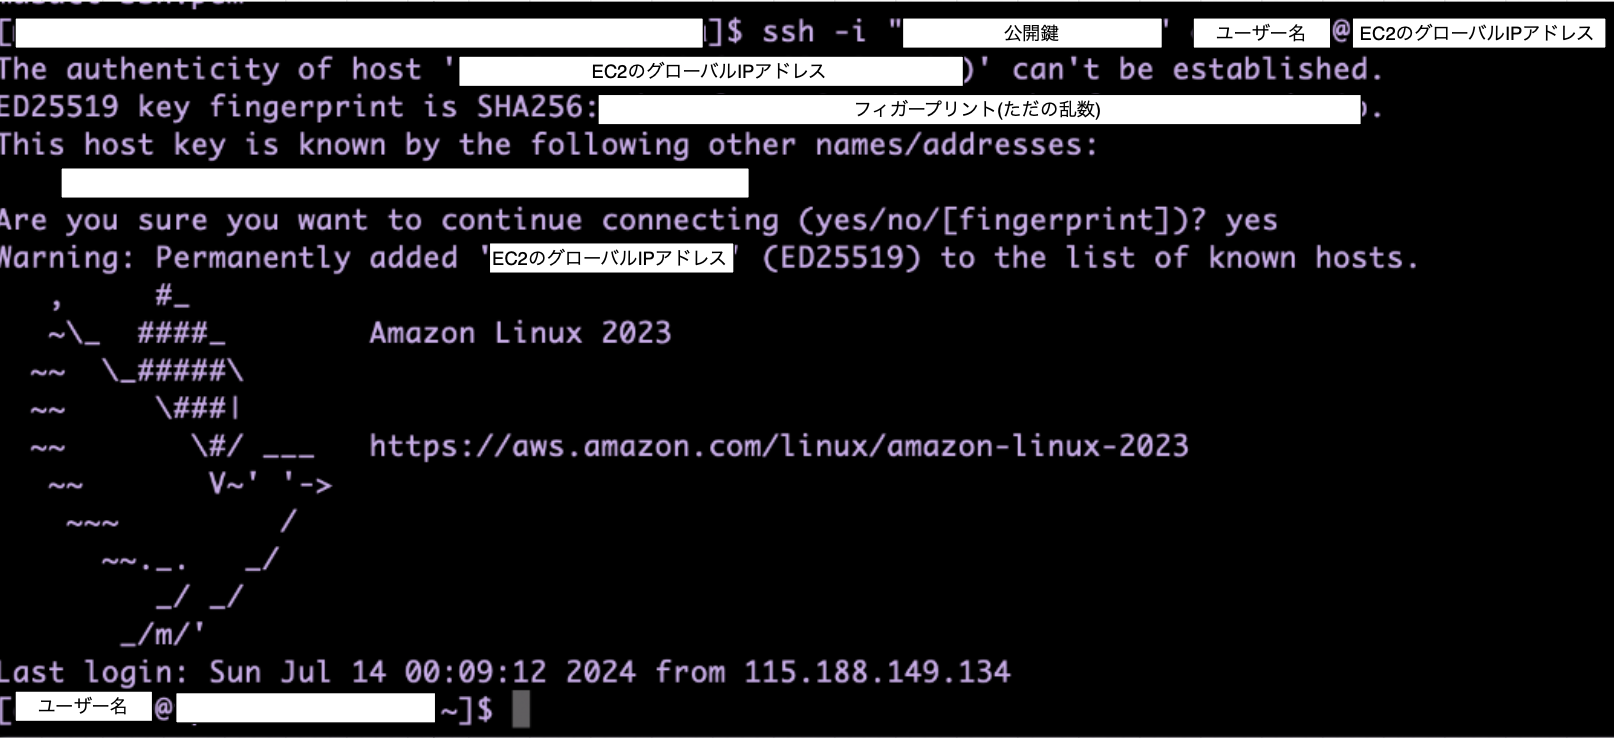 [ ]$ ssh -i " 公開鍵 ' ユーザー名 @ EC2のグローバルIPアドレス
The authenticity of host ' EC2のグローバルIPアドレス )' can't be established.
ED25519 key fingerprint is SHA256: フィガープリント(ただの乱数) .
This host key is known by the following other names/addresses:
Are you sure you want to continue connecting (yes/no/[fingerprint])? yes
Warning: Permanently added 'EC2のグローバルIPアドレス' (ED25519) to the list of known hosts.
   ,     #_
   ~\_  ####_        Amazon Linux 2023
  ~~  \_#####\
  ~~     \###|
  ~~       \#/ ___   https://aws.amazon.com/linux/amazon-linux-2023
   ~~       V~' '->
    ~~~         /
      ~~._.   _/
         _/ _/
       _/m/'
Last login: Sun Jul 14 00:09:12 2024 from 115.188.149.134
[ ユーザー名 @ ~]$